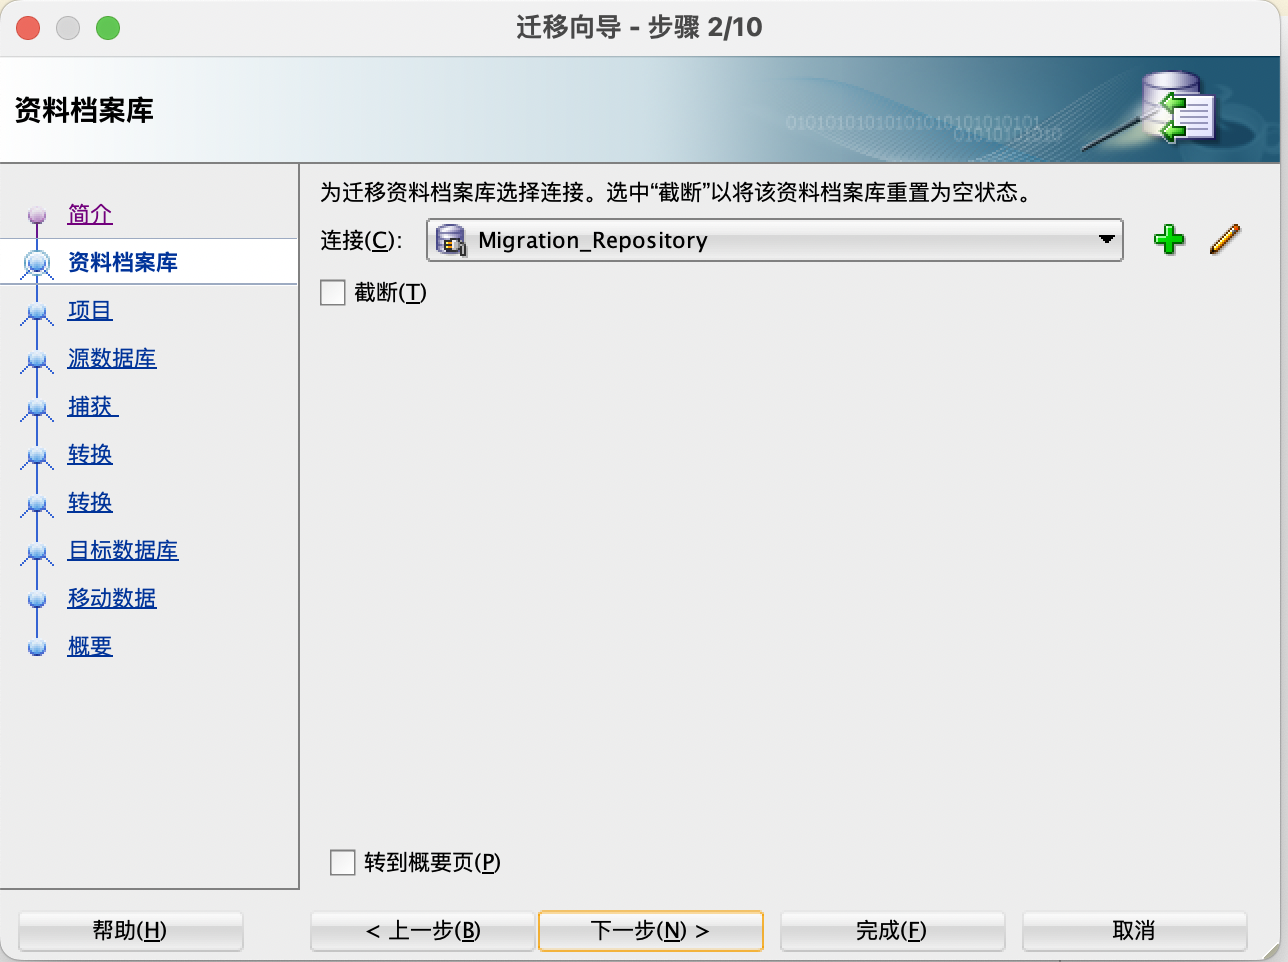 迁移向导 - 步骤 2/10
资料档案库
010101010101010101010101
01010101010
简介
资料档案库
项目
源数据库
捕获
转换
转换
目标数据库
移动数据
概要
为迁移资料档案库选择连接。选中“截断”以将该资料档案库重置为空状态。
连接(C): Migration_Repository
截断(T)
转到概要页(P)
帮助(H) < 上一步(B) 下一步(N) > 完成(F) 取消